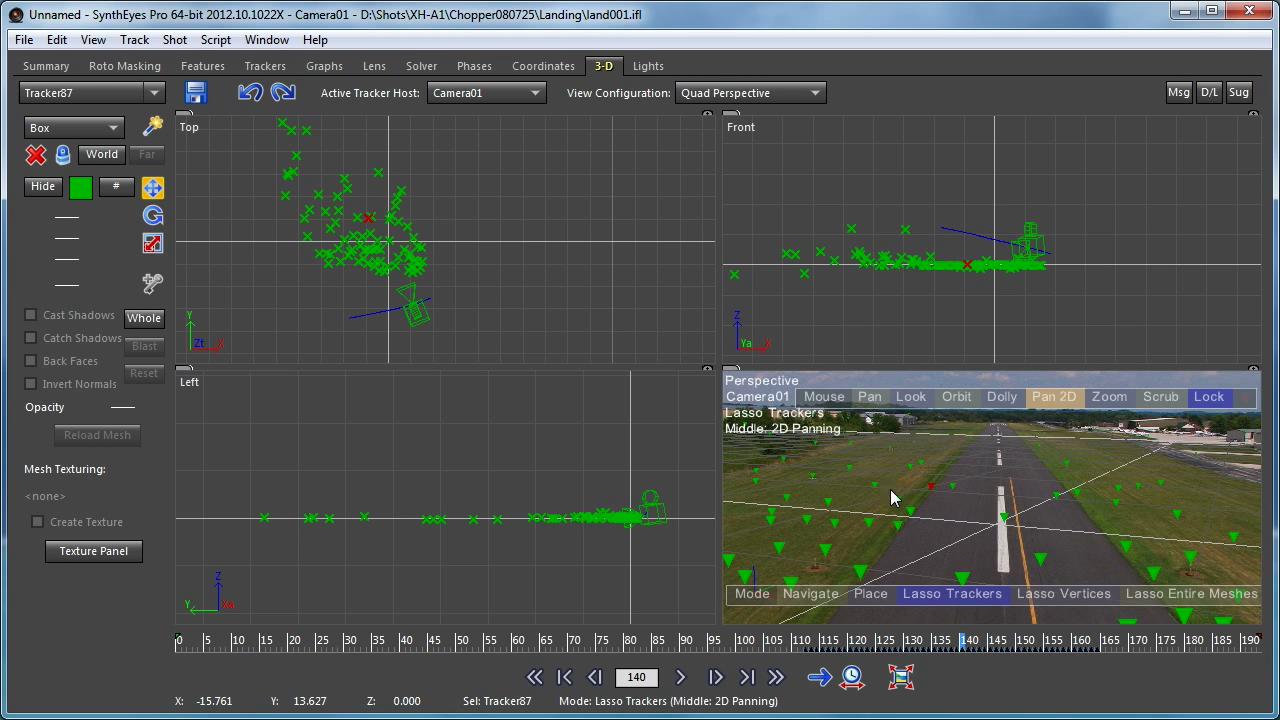 Unnamed - SynthEyes Pro 64-bit 2012.10.1022X - Camera01 - D:\Shots\XH-A1\Chopper080725\Landing\land001.ifl
File Edit View Track Shot Script Window Help
Summary Roto Masking Features Trackers Graphs Lens Solver Phases Coordinates 3-D Lights
Tracker87 Active Tracker Host: Camera01 View Configuration: Quad Perspective Msg D/L Sug
Box
World Far
Hide #
Cast Shadows Whole
Catch Shadows Blast
Back Faces
Invert Normals Reset
Opacity
Reload Mesh
Mesh Texturing:
<none>
Create Texture
Texture Panel
Top
Y
Zt X
Front
Z
Ya X
Left
Z
Y Xa
Perspective
Camera01 Mouse Pan Look Orbit Dolly Pan 2D Zoom Scrub Lock
Lasso Trackers
Middle: 2D Panning
Mode Navigate Place Lasso Trackers Lasso Vertices Lasso Entire Meshes
0 5 10 15 20 25 30 35 40 45 50 55 60 65 70 75 80 85 90 95 100 105 110 115 120 125 130 135 140 145 150 155 160 165 170 175 180 185 190
140
X: -15.761 Y: 13.627 Z: 0.000 Sel: Tracker87 Mode: Lasso Trackers (Middle: 2D Panning)